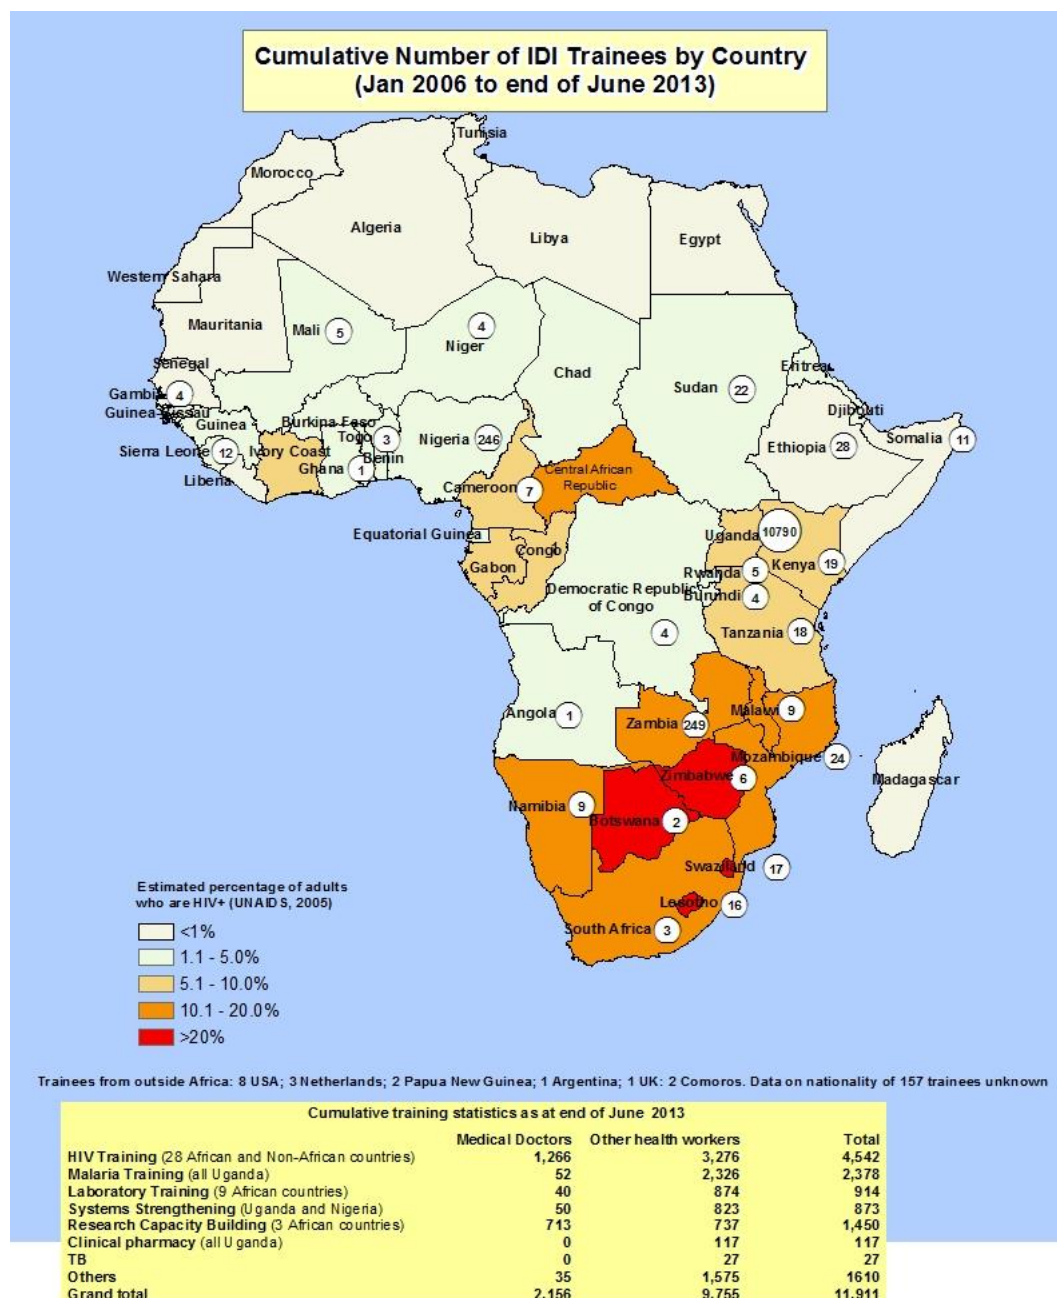 Cumulative Number of IDI Trainees by Country
(Jan 2006 to end of June 2013)
Tunisia
Morocco
Algeria
Libya
Egypt
Western Sahara
Mauritania
Mali 5
4
Niger
Chad
Sudan 22
Eritrea
Senegal
Gambia 4
Guinea-Bissau
Guinea
Burkina Faso
Togo 3
Nigeria 246
Djibouti
Ethiopia 28
Somalia 11
Sierra Leone 12
Ivory Coast
Ghana 1
Benin
Liberia
Cameroon 7
Central African
Republic
Equatorial Guinea
Congo
Gabon
Uganda 10790
Kenya 19
Rwanda 5
Burundi 4
Democratic Republic
of Congo
4
Tanzania 18
Angola 1
Zambia 249
Malawi 9
Mozambique 24
Madagascar
Zimbabwe 6
Namibia 9
Botswana 2
Swaziland 17
Lesotho 16
South Africa 3
Estimated percentage of adults
who are HIV+ (UNAIDS, 2005)
<1%
1.1 - 5.0%
5.1 - 10.0%
10.1 - 20.0%
>20%
Trainees from outside Africa: 8 USA; 3 Netherlands; 2 Papua New Guinea; 1 Argentina; 1 UK: 2 Comoros. Data on nationality of 157 trainees unknown
Cumulative training statistics as at end of June 2013
Medical Doctors Other health workers Total
HIV Training (28 African and Non-African countries) 1,266 3,276 4,542
Malaria Training (all Uganda) 52 2,326 2,378
Laboratory Training (9 African countries) 40 874 914
Systems Strengthening (Uganda and Nigeria) 50 823 873
Research Capacity Building (3 African countries) 713 737 1,450
Clinical pharmacy (all Uganda) 0 117 117
TB 0 27 27
Others 35 1,575 1610
Grand total 2,156 9,755 11,911